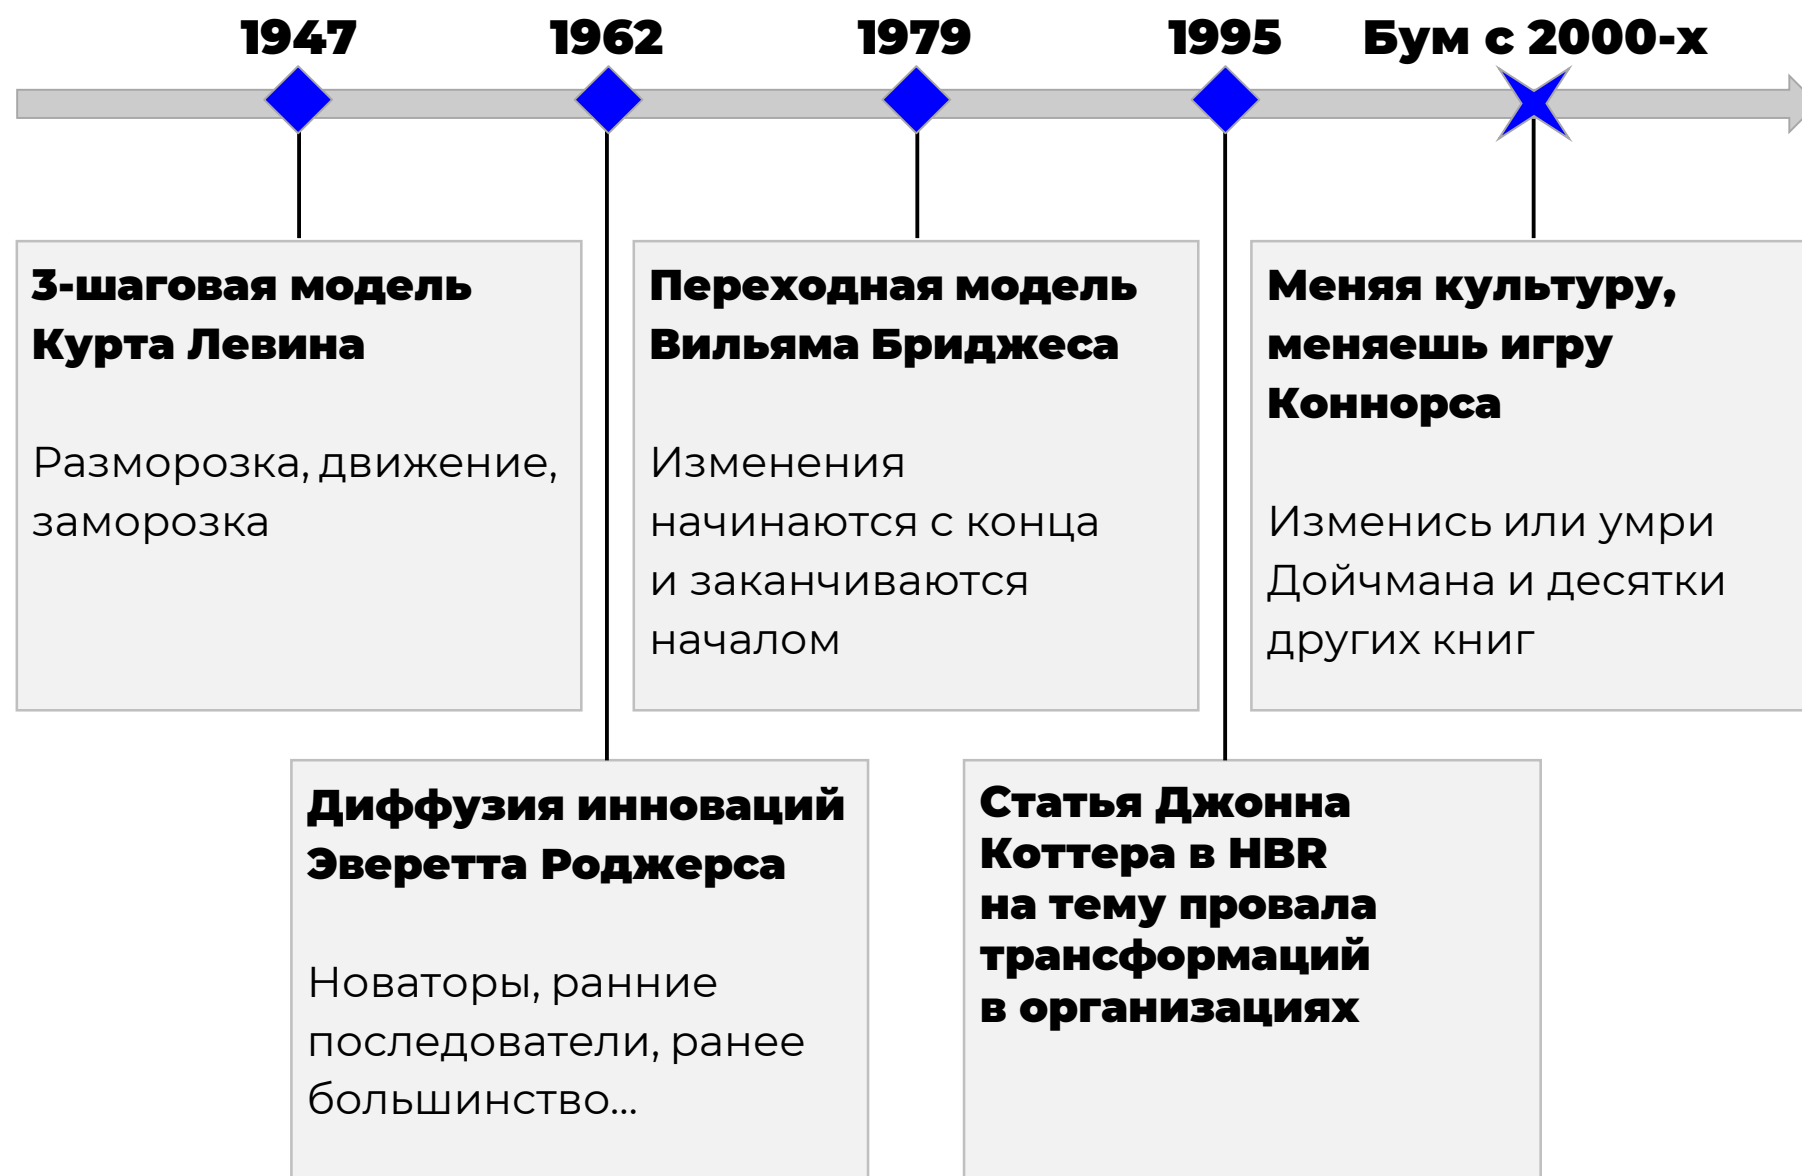 1947
1962
1979
1995
Бум с 2000-х
3-шаговая модель
Курта Левина
Разморозка, движение,
заморозка
Переходная модель
Вильяма Бриджеса
Изменения
начинаются с конца
и заканчиваются
началом
Меняя культуру,
меняешь игру
Коннорса
Изменись или умри
Дойчмана и десятки
других книг
Диффузия инноваций
Эверетта Роджерса
Новаторы, ранние
последователи, ранее
большинство...
Статья Джонна
Коттера в HBR
на тему провала
трансформаций
в организациях